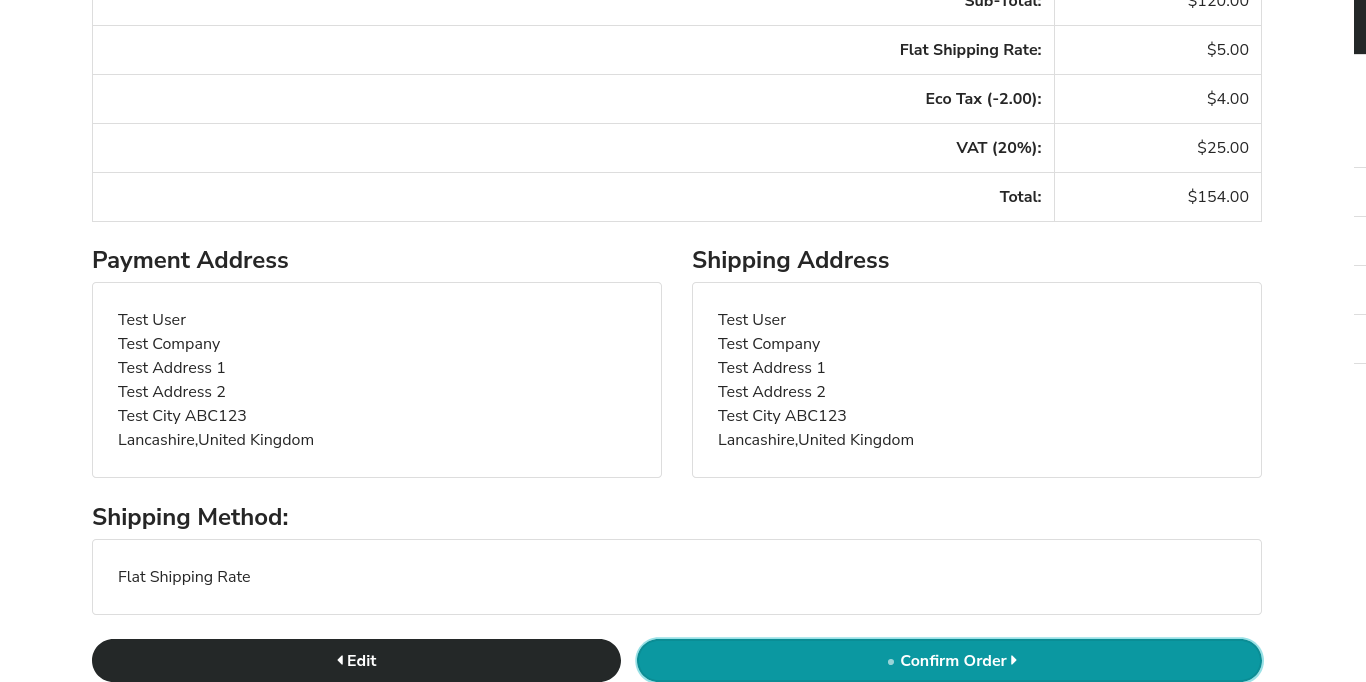 Sub-Total: $120.00
Flat Shipping Rate: $5.00
Eco Tax (-2.00): $4.00
VAT (20%): $25.00
Total: $154.00
Payment Address
Test User
Test Company
Test Address 1
Test Address 2
Test City ABC123
Lancashire,United Kingdom
Shipping Address
Test User
Test Company
Test Address 1
Test Address 2
Test City ABC123
Lancashire,United Kingdom
Shipping Method:
Flat Shipping Rate
Edit
Confirm Order